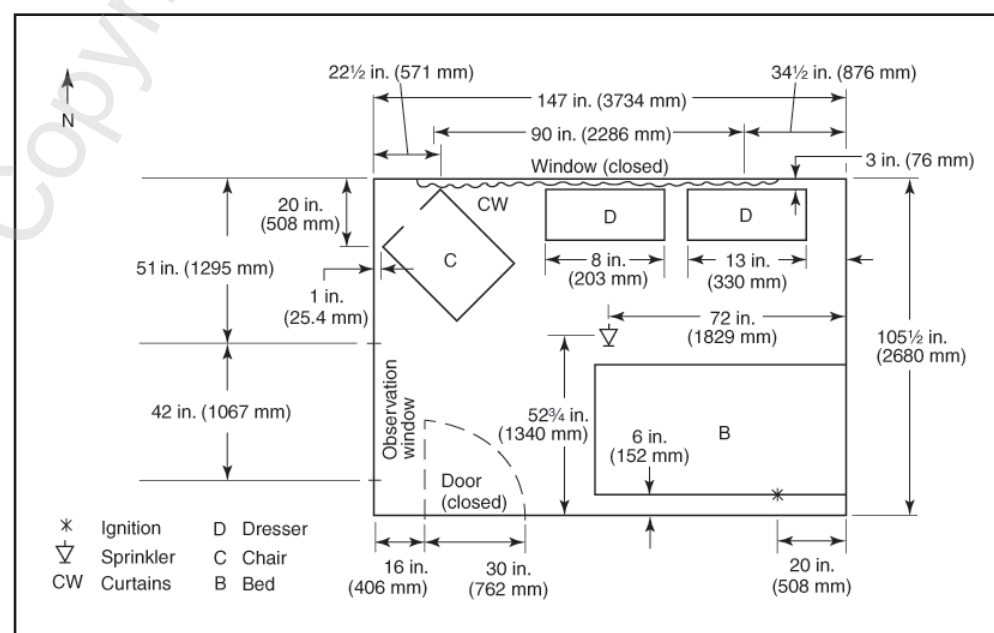 Copyr
22½ in. (571 mm)
34½ in. (876 mm)
147 in. (3734 mm)
N
90 in. (2286 mm)
Window (closed)
3 in. (76 mm)
20 in.
(508 mm)
CW
D
D
51 in. (1295 mm)
C
8 in.
(203 mm)
13 in.
(330 mm)
1 in.
(25.4 mm)
72 in.
(1829 mm)
105½ in.
(2680 mm)
42 in. (1067 mm)
Observation
window
52¾ in.
(1340 mm)
6 in.
(152 mm)
B
Door
(closed)
Ignition
D Dresser
Sprinkler
C Chair
CW Curtains
B Bed
16 in.
(406 mm)
30 in.
(762 mm)
20 in.
(508 mm)